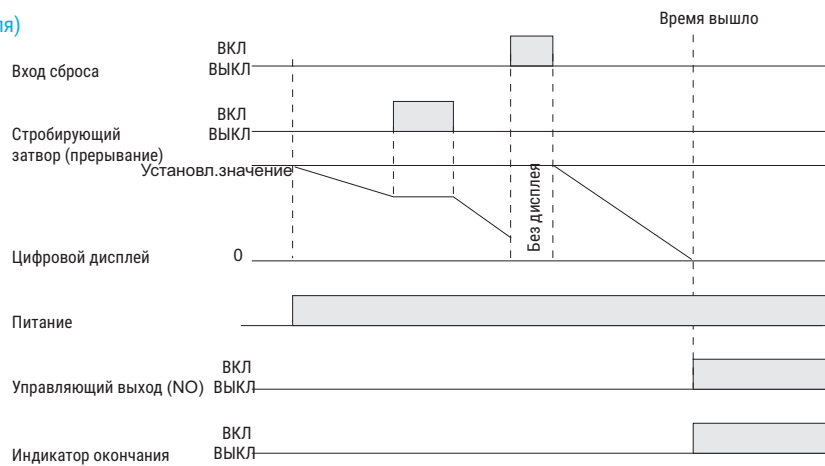 ия)
Время вышло
ВКЛ
Вход сброса
ВЫКЛ
ВКЛ
Стробирующий
ВЫКЛ
затвор (прерывание)
Установл.значение
Без дисплея
Цифровой дисплей
0
Питание
ВКЛ
Управляющий выход (NO)
ВЫКЛ
ВКЛ
Индикатор окончания
ВЫКЛ